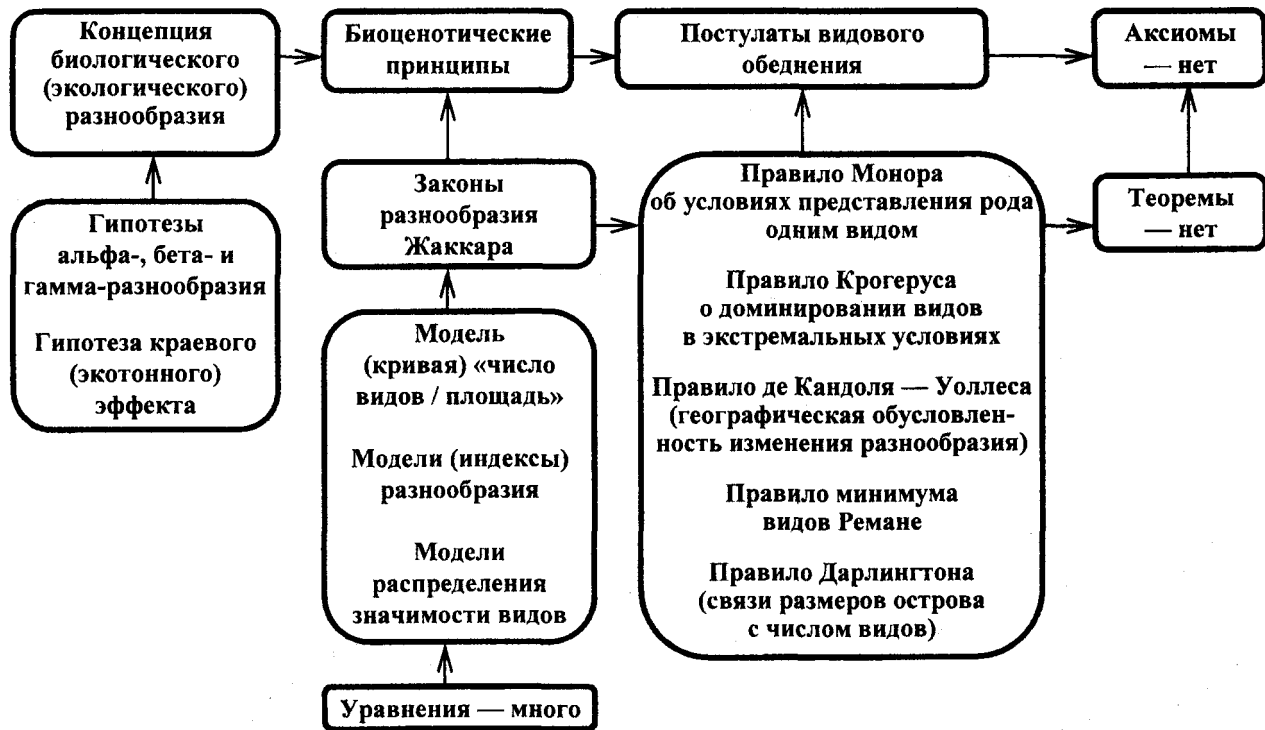 Концепция
биологического
(экологического)
разнообразия
Биоценотические
принципы
Постулаты видового
обеднения
Аксиомы
— нет
Гипотезы
альфа-, бета- и
гамма-разнообразия
Гипотеза краевого
(экотонного)
эффекта
Законы
разнообразия
Жаккара
Модель
(кривая) «число
видов / площадь»
Модели (индексы)
разнообразия
Модели
распределения
значимости видов
Уравнения — много
Правило Монора
об условиях представления рода
одним видом
Правило Крогеруса
о доминировании видов
в экстремальных условиях
Правило де Кандоля — Уоллеса
(географическая обусловлен-
ность изменения разнообразия)
Правило минимума
видов Ремане
Правило Дарлингтона
(связи размеров острова
с числом видов)
Теоремы
— нет